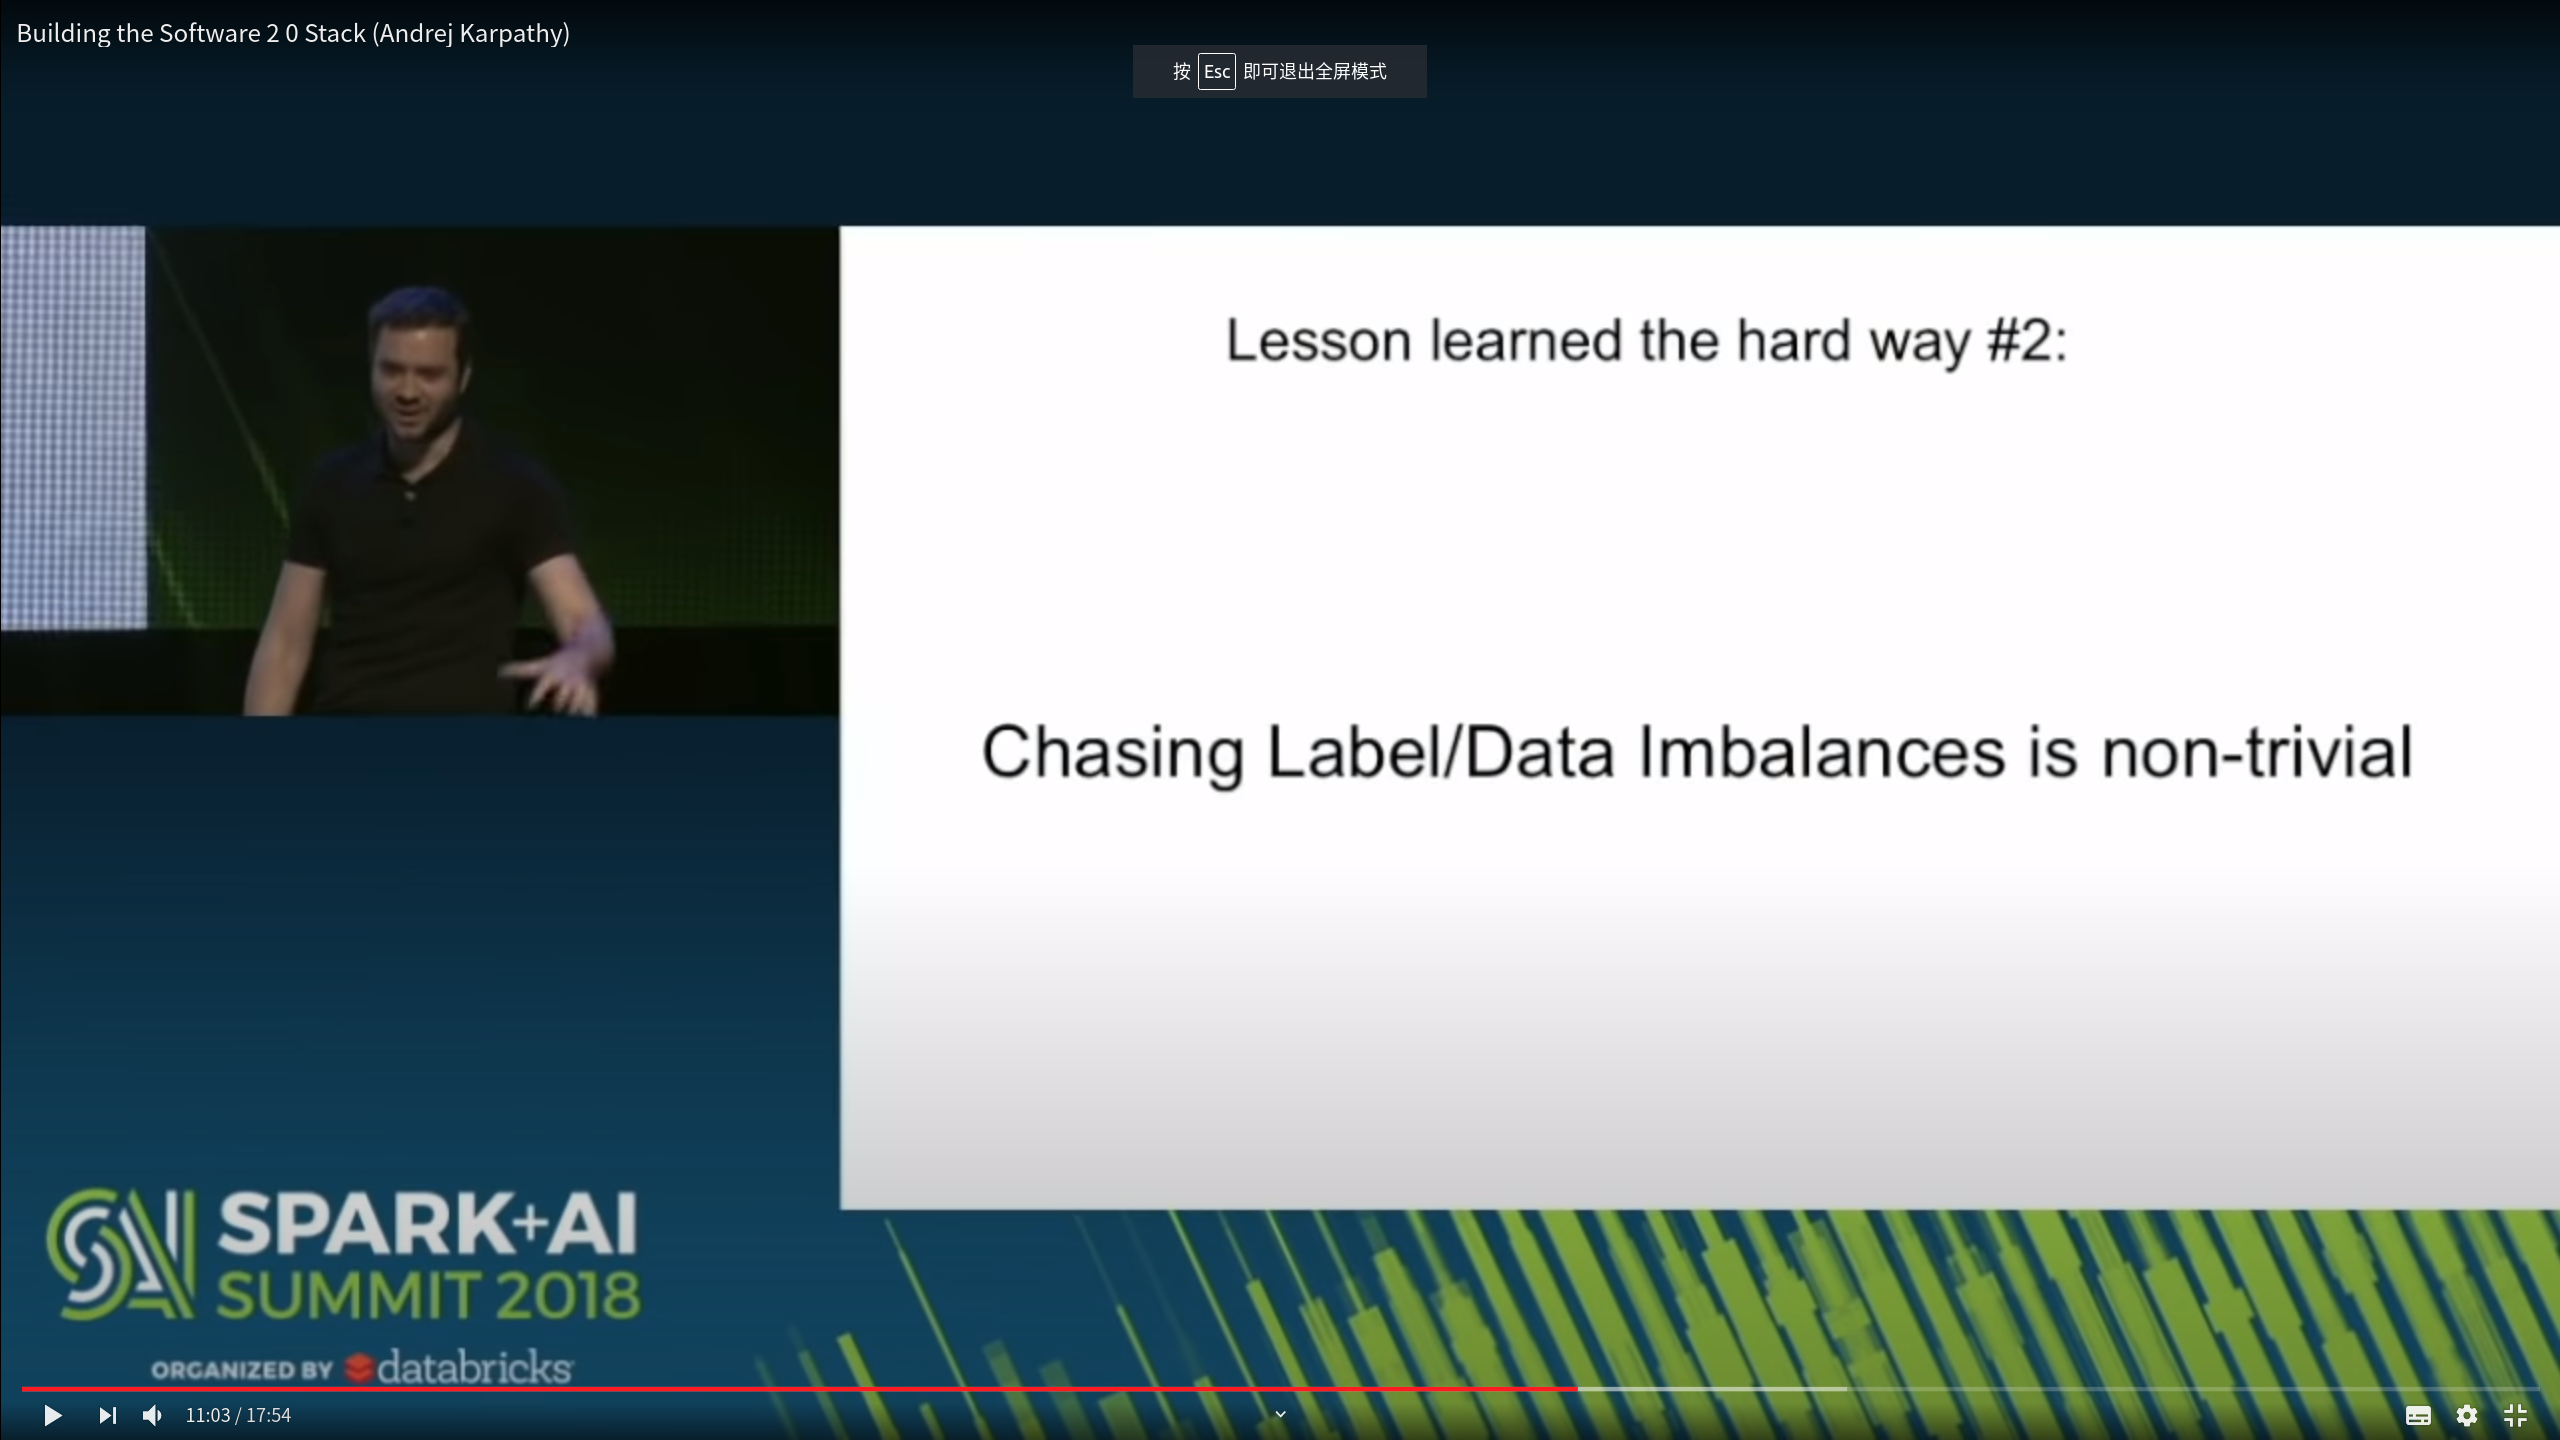 Building the Software 2 0 Stack (Andrej Karpathy)
按 Esc 即可退出全屏模式
Lesson learned the hard way #2:
Chasing Label/Data Imbalances is non-trivial
SPARK+AI
SUMMIT 2018
ORGANIZED BY databricks
11:03 / 17:54